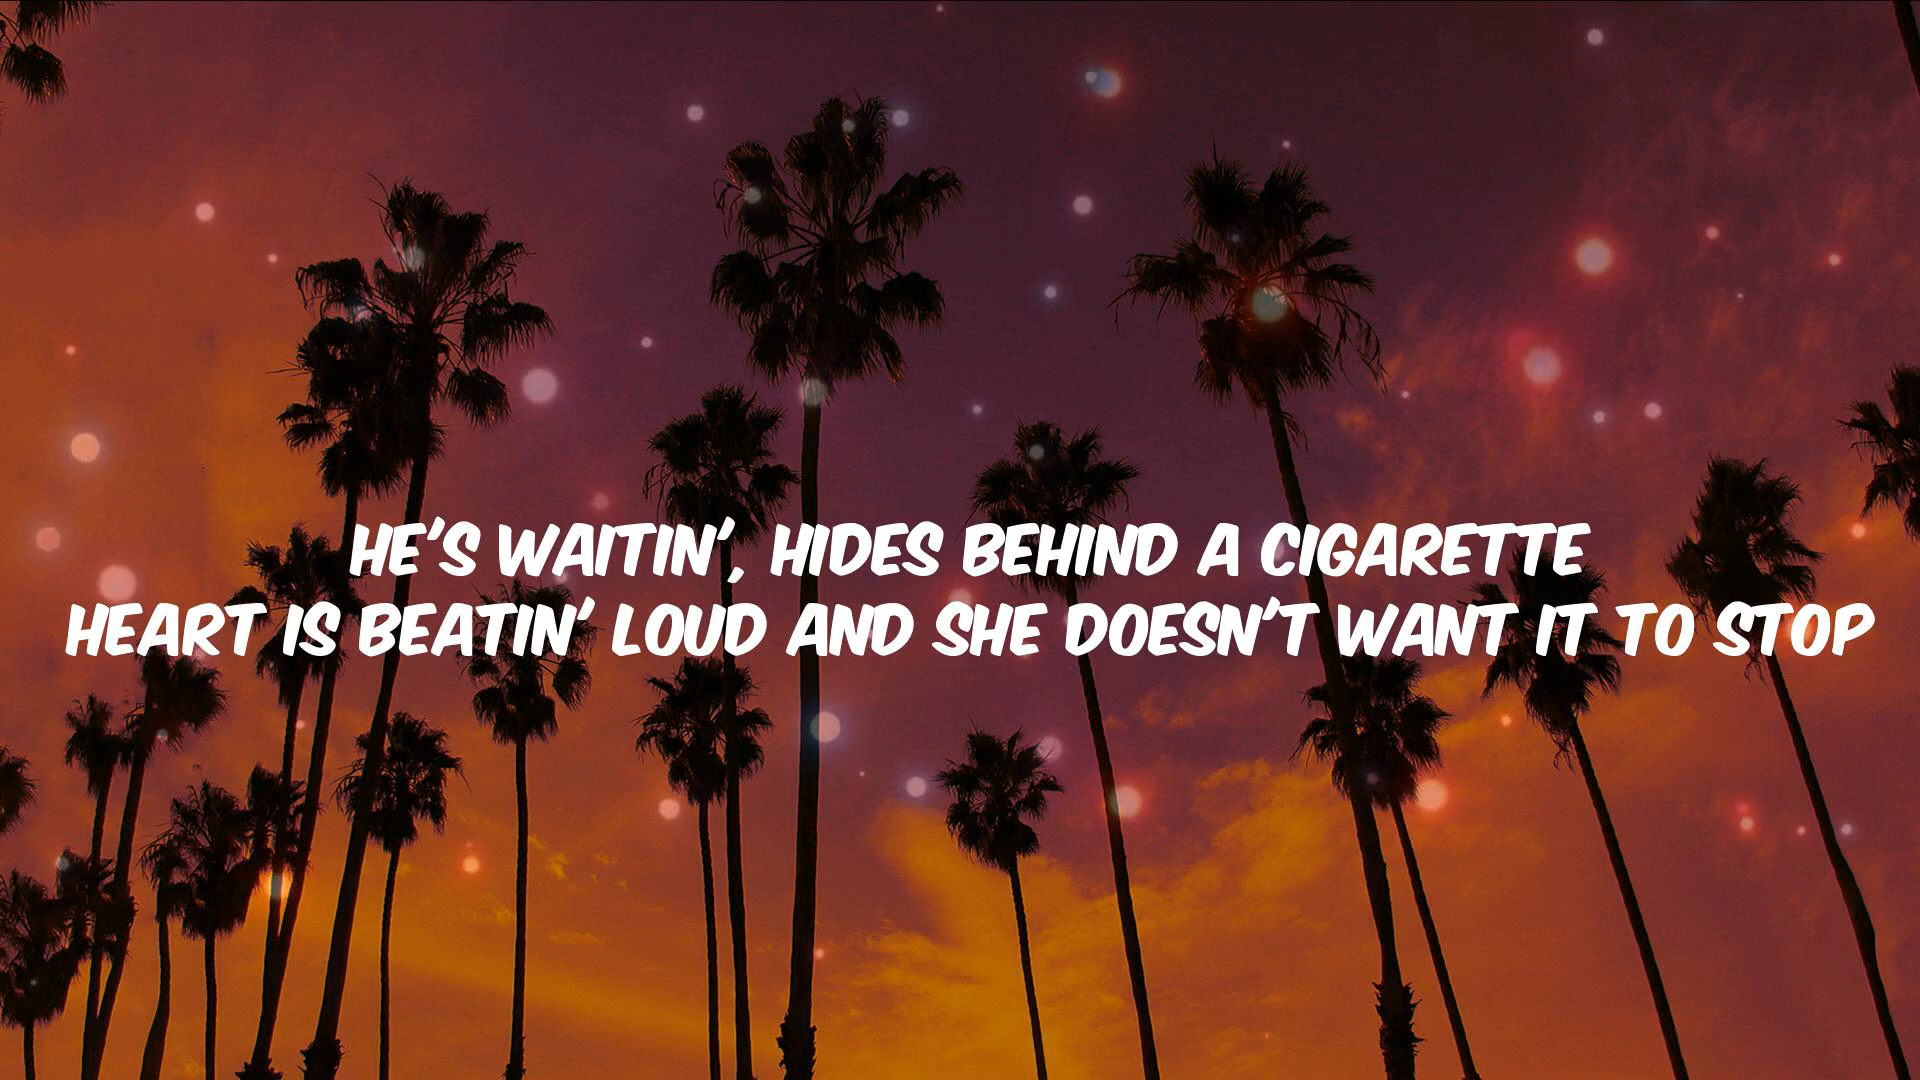 HE'S WAITIN', HIDES BEHIND A CIGARETTE
HEART IS BEATIN' LOUD AND SHE DOESN'T WANT IT TO STOP